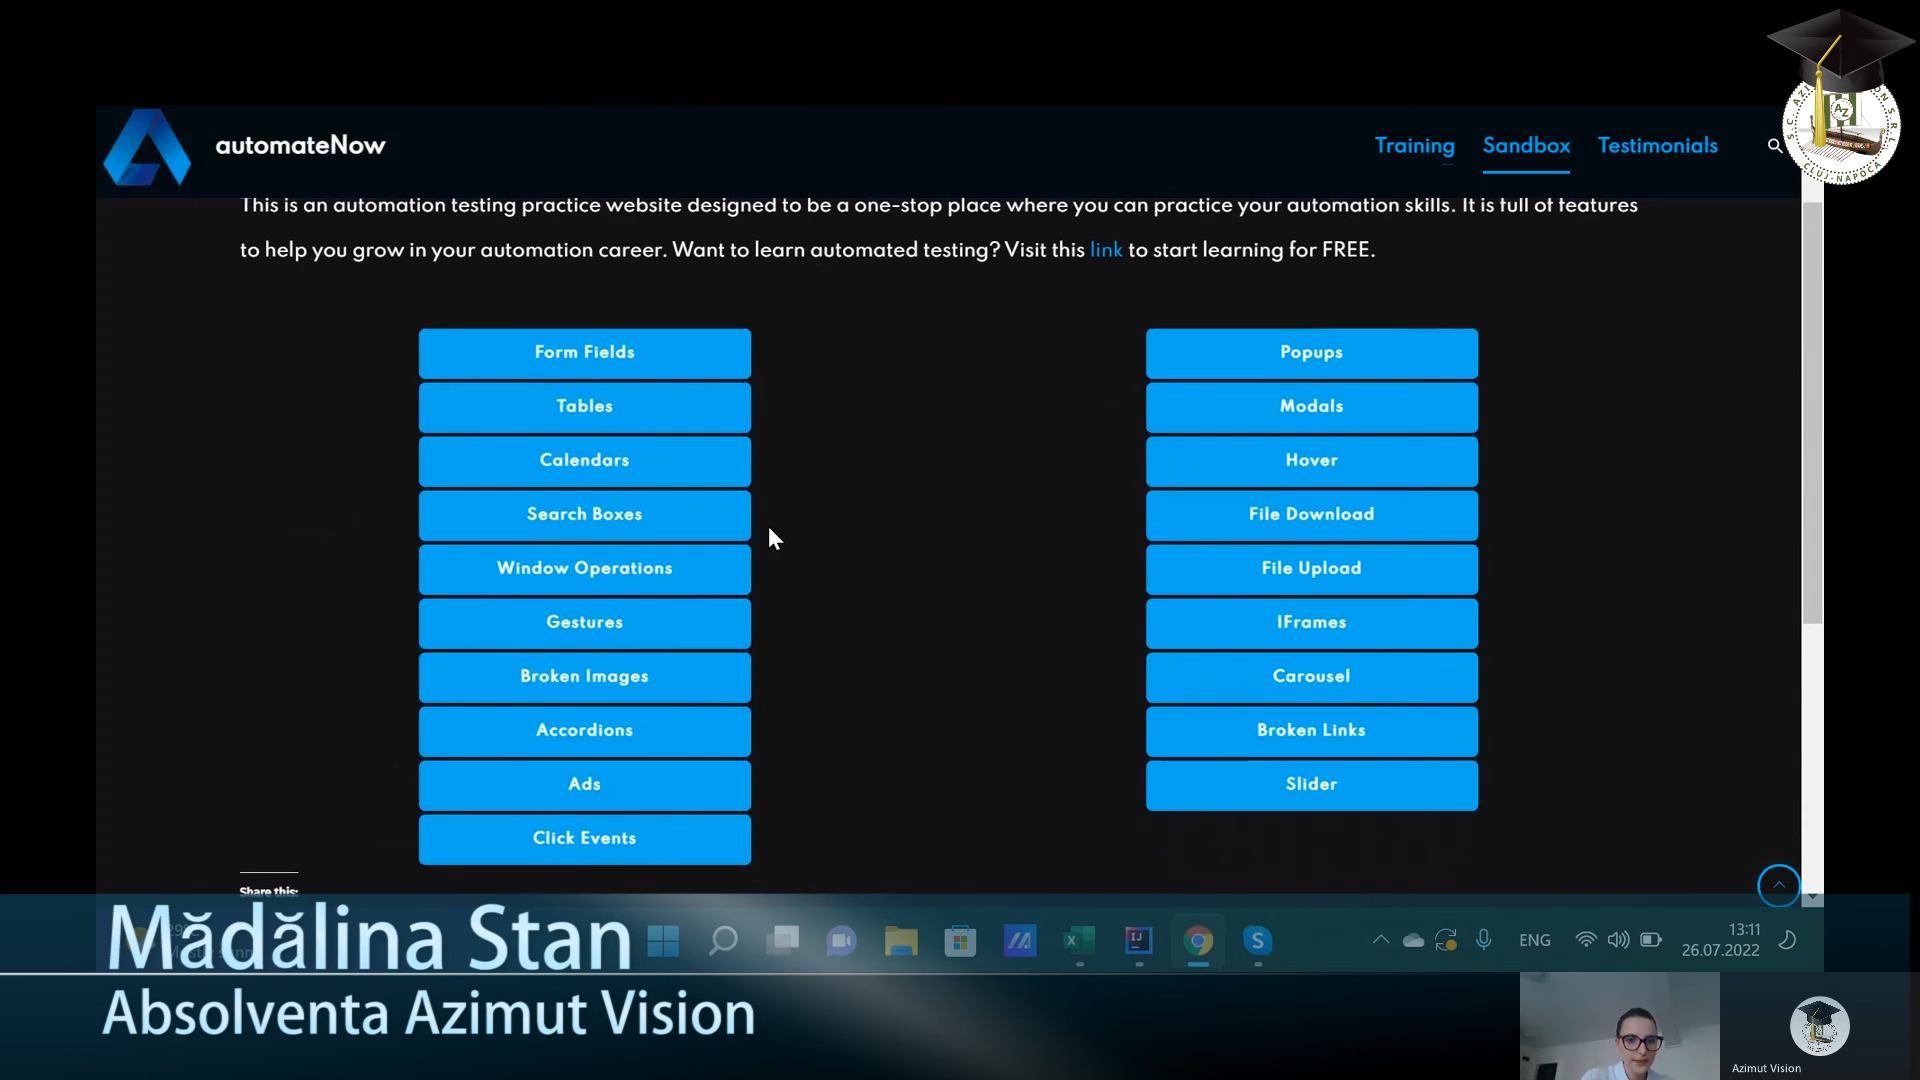 automateNow
Training
Sandbox
Testimonials
This is an automation testing practice website designed to be a one-stop place where you can practice your automation skills. It is full of features
to help you grow in your automation career. Want to learn automated testing? Visit this link to start learning for FREE.
Form Fields
Popups
Tables
Modals
Calendars
Hover
Search Boxes
File Download
Window Operations
File Upload
Gestures
IFrames
Broken Images
Carousel
Accordions
Broken Links
Ads
Slider
Click Events
Share this:
Mădălina Stan
Absolventa Azimut Vision
ENG
13:11
26.07.2022
AZ
CLUJ-NAPOCA
Azimut Vision